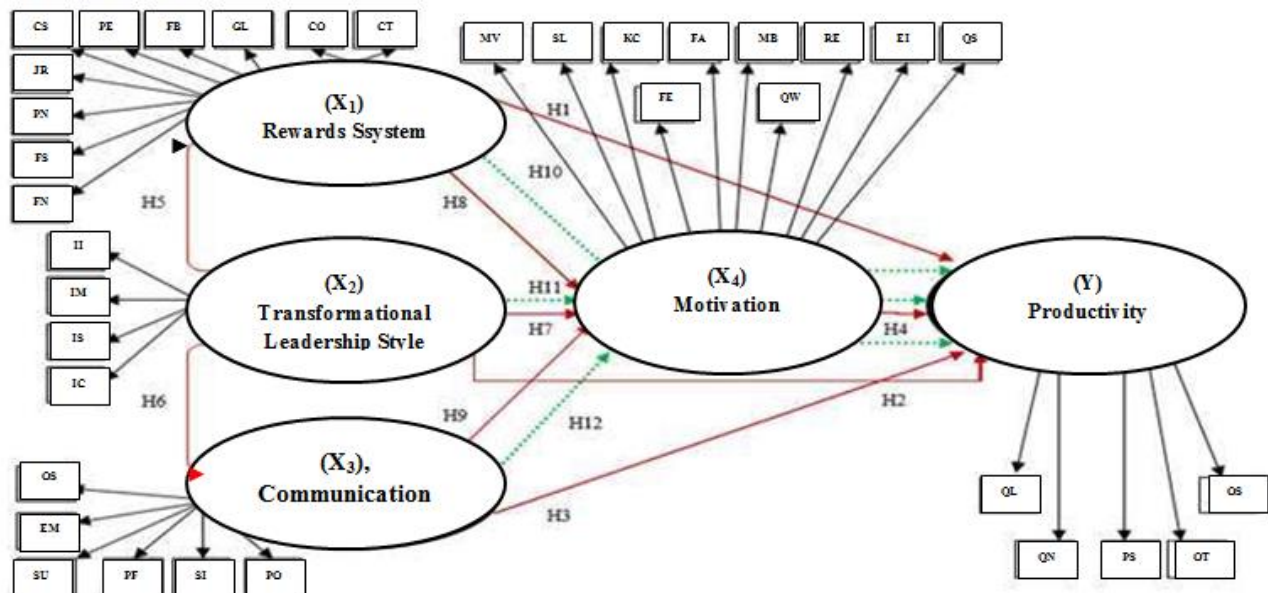 CS
PE
FB
GL
CO
CT
MV
SL
KC
FA
MB
RE
EI
QS
JR
PN
FS
FN
FE
QW
(X₁)
Rewards Ssystem
H1
H10
H8
H5
II
IM
IS
IC
(X₂)
Transformational
Leadership Style
H11
H7
(X₄)
Motivation
H4
(Y)
Productivity
H6
H9
H12
H2
(X₃),
Communication
H3
OS
EM
SU
PF
SI
PO
QL
OS
QN
PS
OT